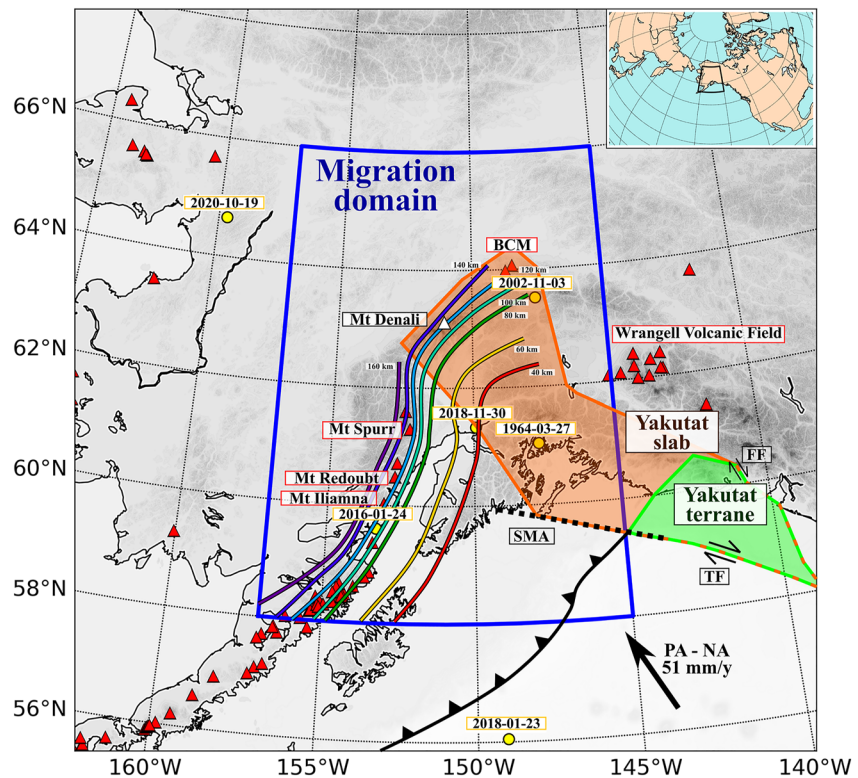 66°N
64°N
62°N
60°N
58°N
56°N
160°W
155°W
150°W
145°W
140°W
Migration
domain
2020-10-19
BCM
140 km
120 km
2002-11-03
100 km
80 km
Mt Denali
60 km
40 km
160 km
Wrangell Volcanic Field
2018-11-30
1964-03-27
Mt Spurr
Yakutat
slab
FF
Mt Redoubt
Mt Iliamna
2016-01-24
Yakutat
terrane
SMA
TF
PA - NA
51 mm/y
2018-01-23